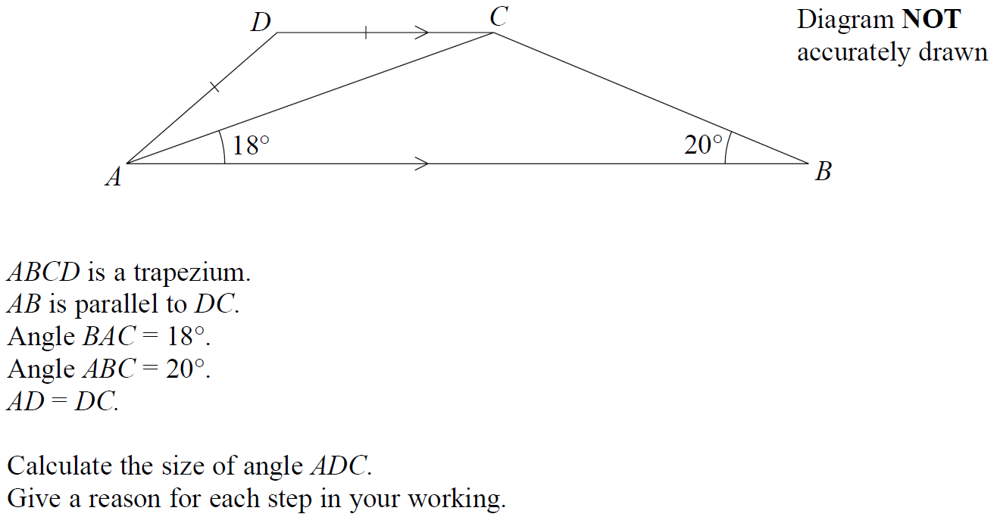 D
C
Diagram NOT
accurately drawn
18°
20°
A
B
ABCD is a trapezium.
AB is parallel to DC.
Angle BAC = 18°.
Angle ABC = 20°.
AD = DC.
Calculate the size of angle ADC.
Give a reason for each step in your working.